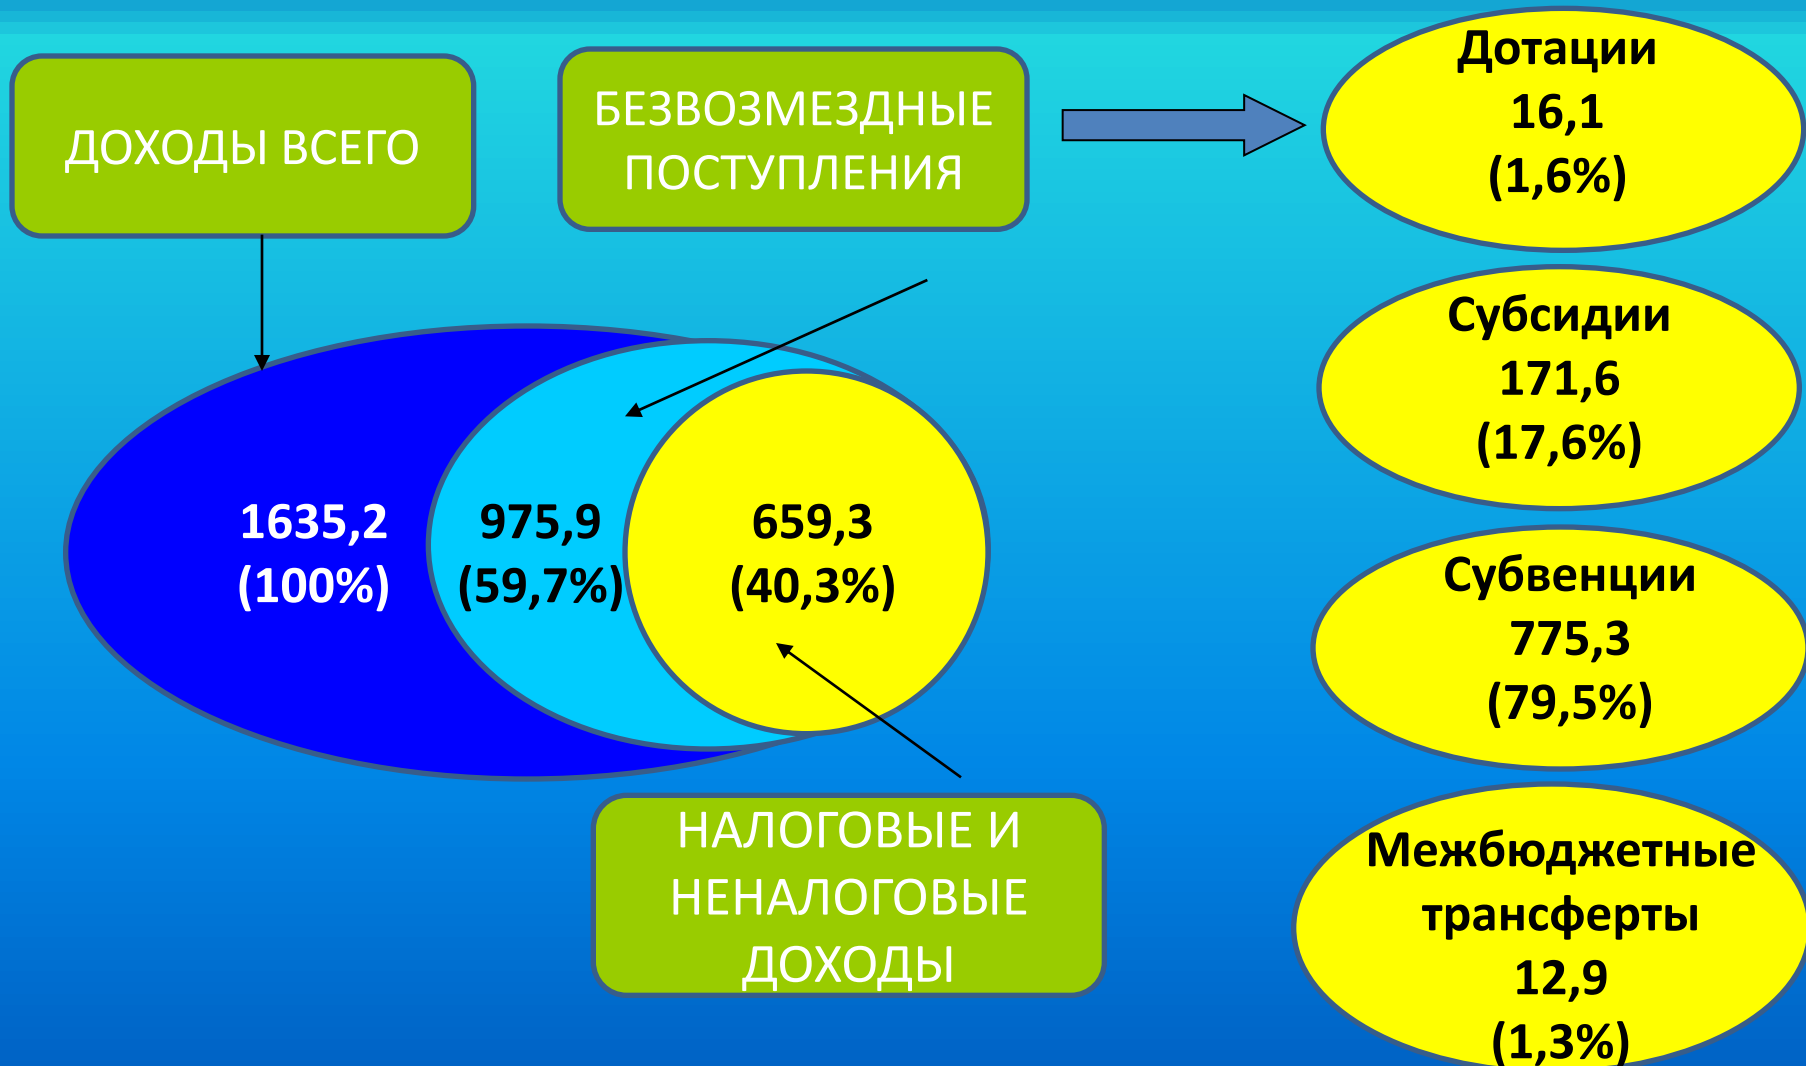 ДОХОДЫ ВСЕГО
БЕЗВОЗМЕЗДНЫЕ
ПОСТУПЛЕНИЯ
Дотации
16,1
(1,6%)
Субсидии
171,6
(17,6%)
1635,2
(100%)
975,9
(59,7%)
659,3
(40,3%)
Субвенции
775,3
(79,5%)
НАЛОГОВЫЕ И
НЕНАЛОГОВЫЕ
ДОХОДЫ
Межбюджетные
трансферты
12,9
(1,3%)